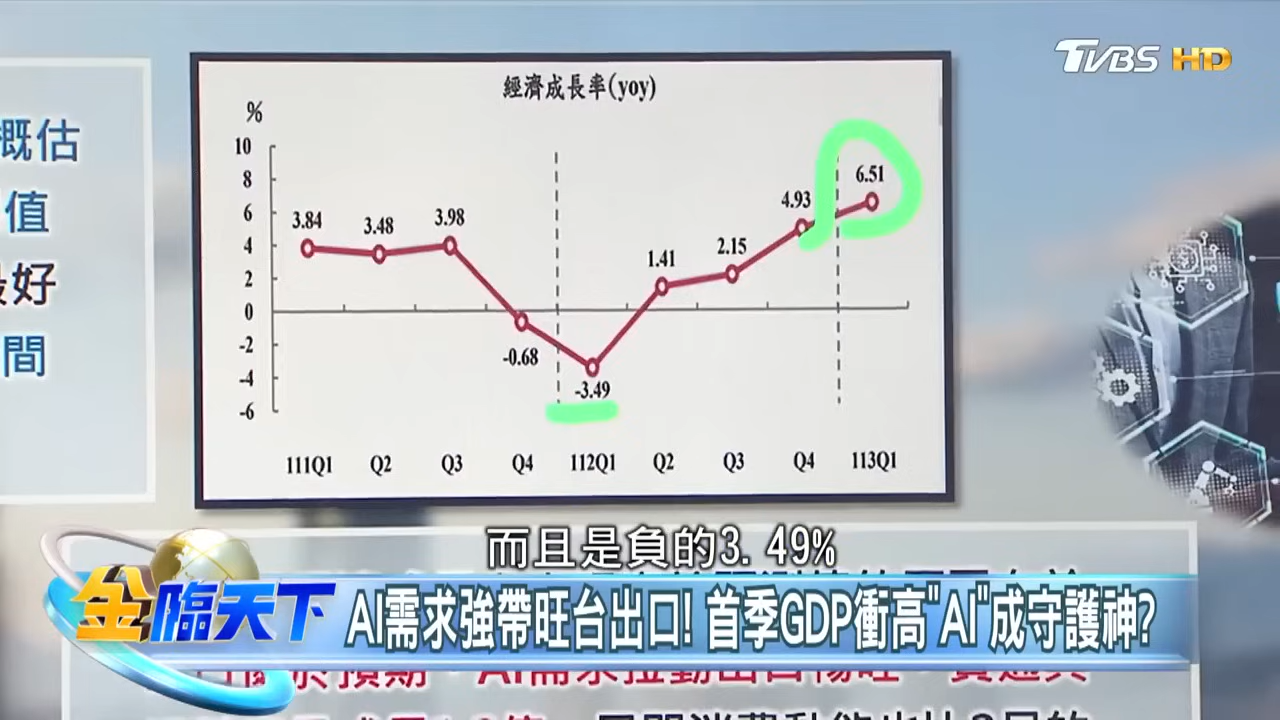 TVBS HD
概估
值
最好
間
經濟成長率(yoy)
%
10
8
6
4
2
0
-2
-4
-6
3.84
3.48
3.98
-0.68
-3.49
1.41
2.15
4.93
6.51
111Q1 Q2 Q3 Q4 112Q1 Q2 Q3 Q4 113Q1
而且是負的3.49%
金臨天下
AI需求強帶旺台出口! 首季GDP衝高"AI"成守護神?